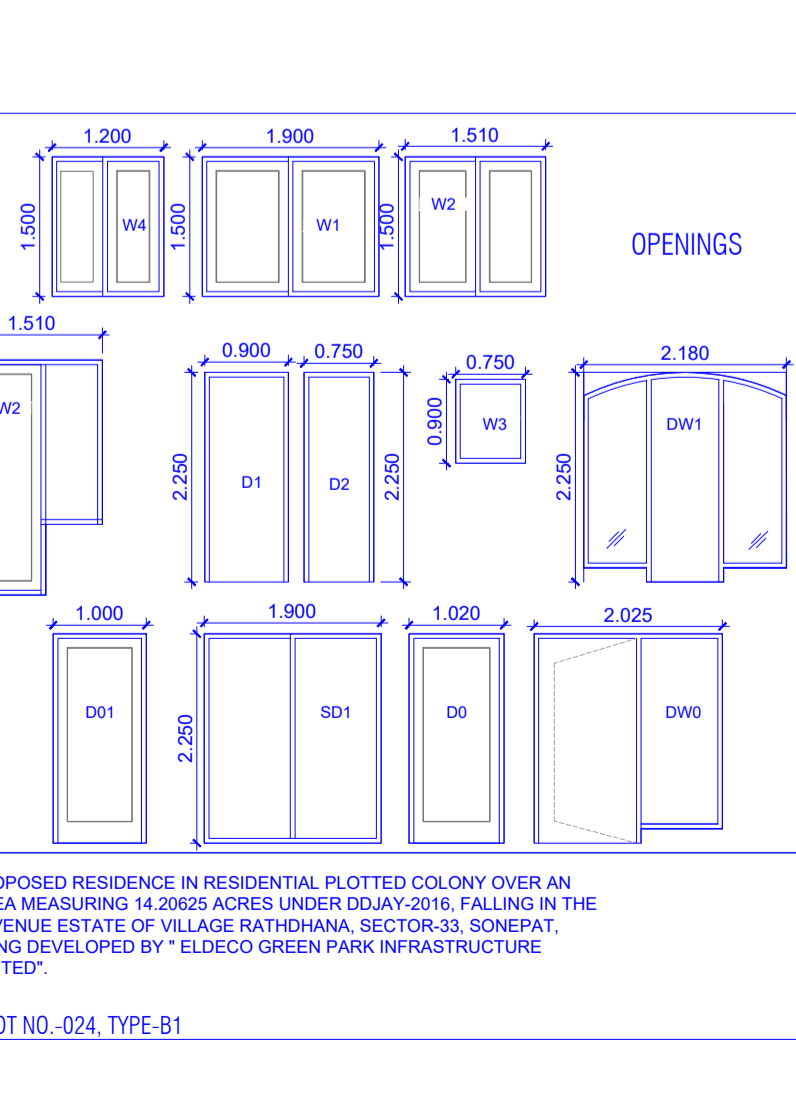 1.200
1.900
1.510
1.500
W4
1.500
W1
1.500
W2
OPENINGS
1.510
W2
0.900
0.750
0.750
2.180
2.250
D1
D2
2.250
0.900
W3
2.250
DW1
1.000
1.900
1.020
2.025
D01
2.250
SD1
D0
DW0
OPOSED RESIDENCE IN RESIDENTIAL PLOTTED COLONY OVER AN
EA MEASURING 14.20625 ACRES UNDER DDJAY-2016, FALLING IN THE
VENUE ESTATE OF VILLAGE RATHDHANA, SECTOR-33, SONEPAT,
NG DEVELOPED BY " ELDECO GREEN PARK INFRASTRUCTURE
TED".
OT NO.-024, TYPE-B1